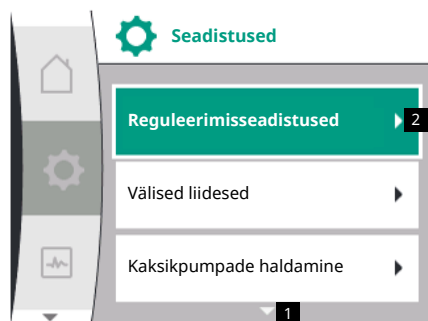 Seadistused
Reguleerimisseadistused
2
Välised liidesed
Kaksikpumpade haldamine
1